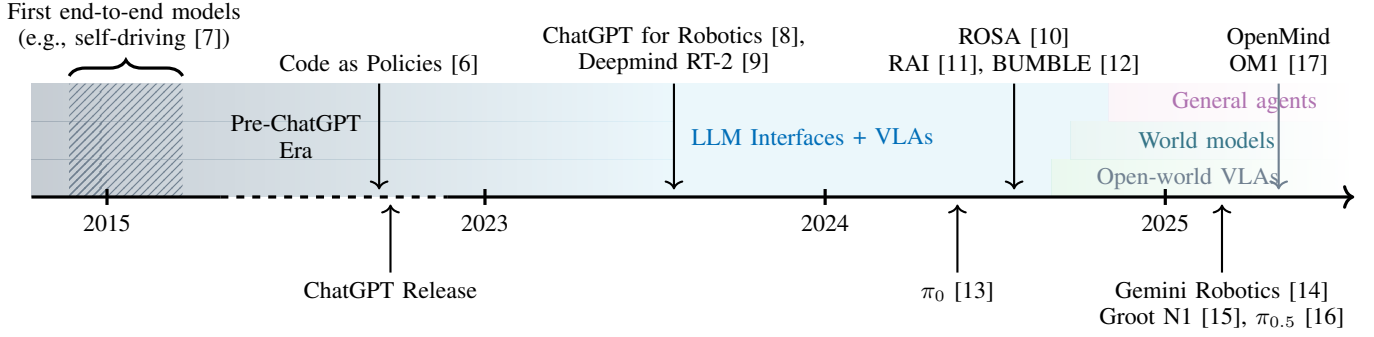 First end-to-end models
(e.g., self-driving [7])
Code as Policies [6]
ChatGPT for Robotics [8],
Deepmind RT-2 [9]
ROSA [10]
RAI [11], BUMBLE [12]
OpenMind
OM1 [17]
Pre-ChatGPT
Era
LLM Interfaces + VLAs
General agents
World models
Open-world VLAs
2015
2023
2024
2025
ChatGPT Release
π₀ [13]
Gemini Robotics [14]
Groot N1 [15], π₀.₅ [16]